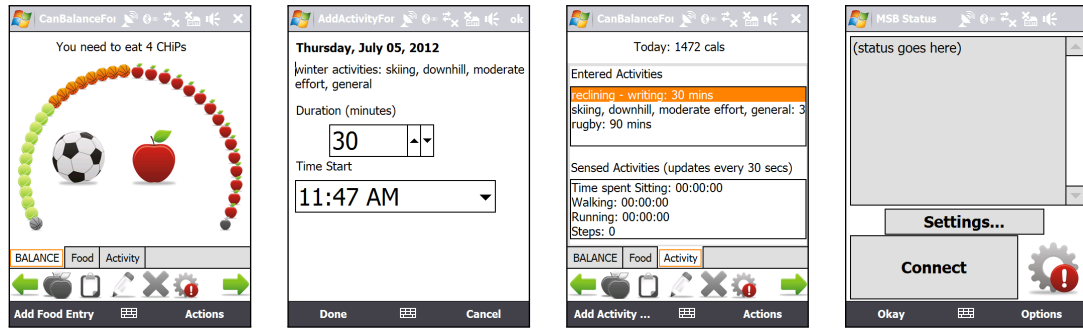 CanBalanceFo
You need to eat 4 CHiPs
BALANCE Food Activity
Add Food Entry Actions
AddActivityFor ok
Thursday, July 05, 2012
winter activities: skiing, downhill, moderate
effort, general
Duration (minutes)
30
Time Start
11:47 AM
Done Cancel
CanBalanceFo
Today: 1472 cals
Entered Activities
reclining - writing: 30 mins
skiing, downhill, moderate effort, general: 3
rugby: 90 mins
Sensed Activities (updates every 30 secs)
Time spent Sitting: 00:00:00
Walking: 00:00:00
Running: 00:00:00
Steps: 0
BALANCE Food Activity
Add Activity ... Actions
MSB Status
(status goes here)
Settings...
Connect
Okay Options